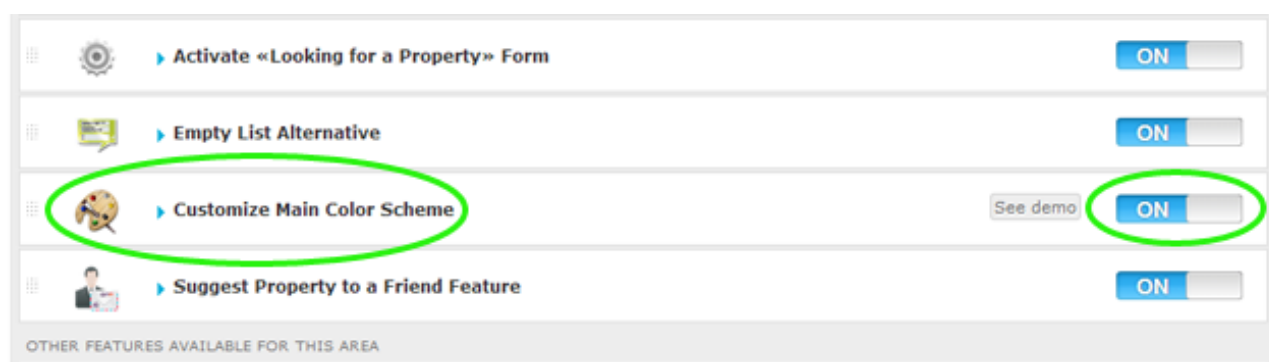 Activate «Looking for a Property» Form ON
Empty List Alternative ON
Customize Main Color Scheme See demo ON
Suggest Property to a Friend Feature ON
OTHER FEATURES AVAILABLE FOR THIS AREA